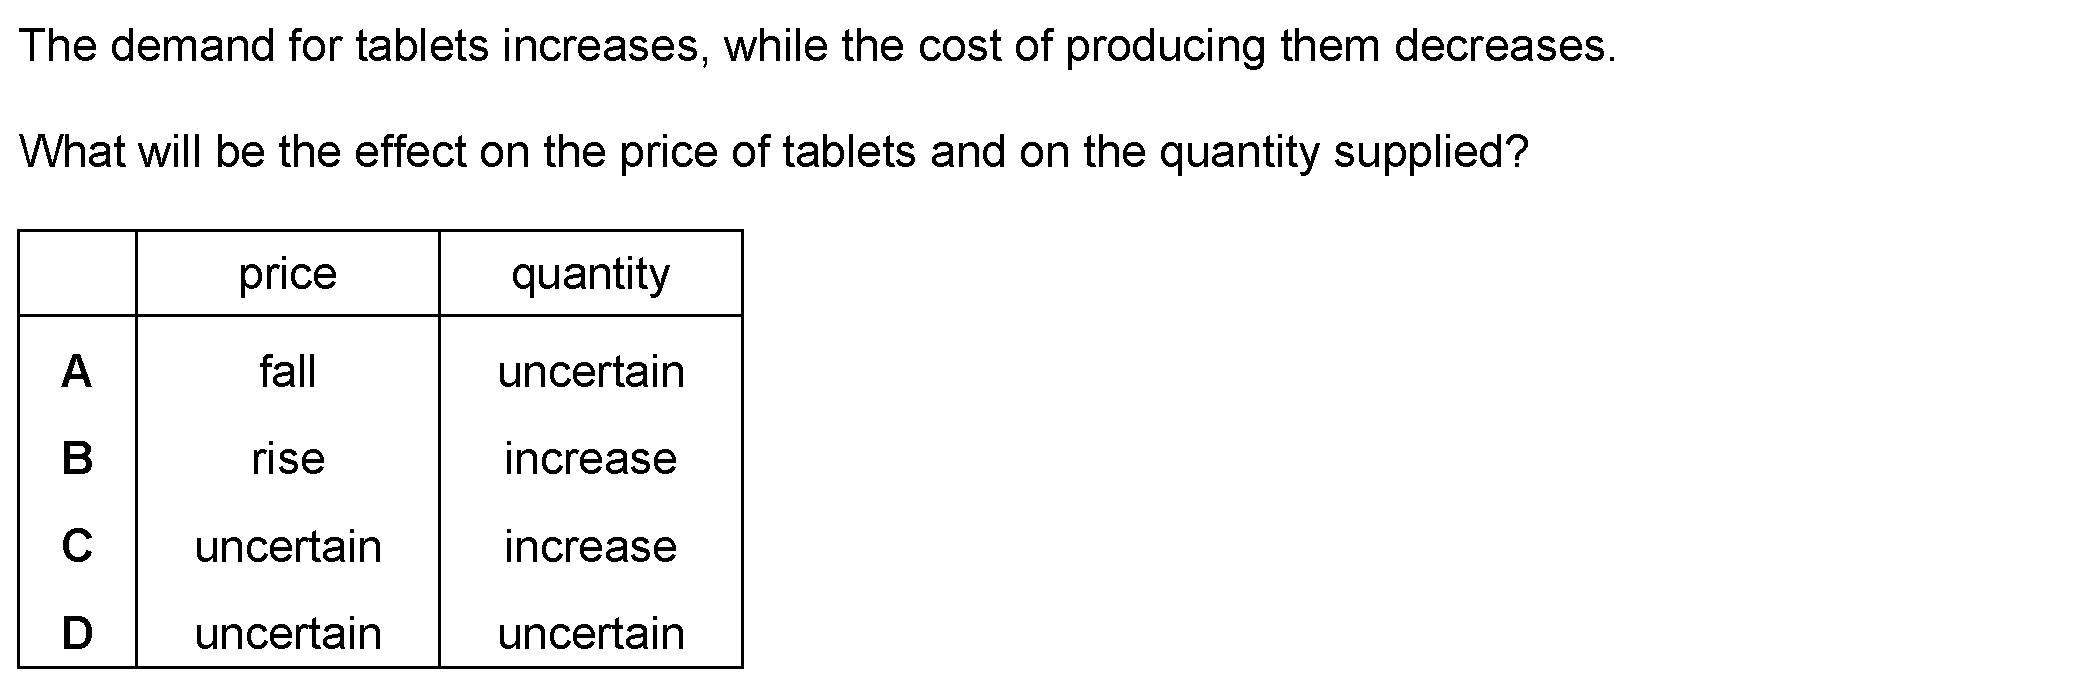 The demand for tablets increases, while the cost of producing them decreases.
What will be the effect on the price of tablets and on the quantity supplied?
price quantity
A fall uncertain
B rise increase
C uncertain increase
D uncertain uncertain